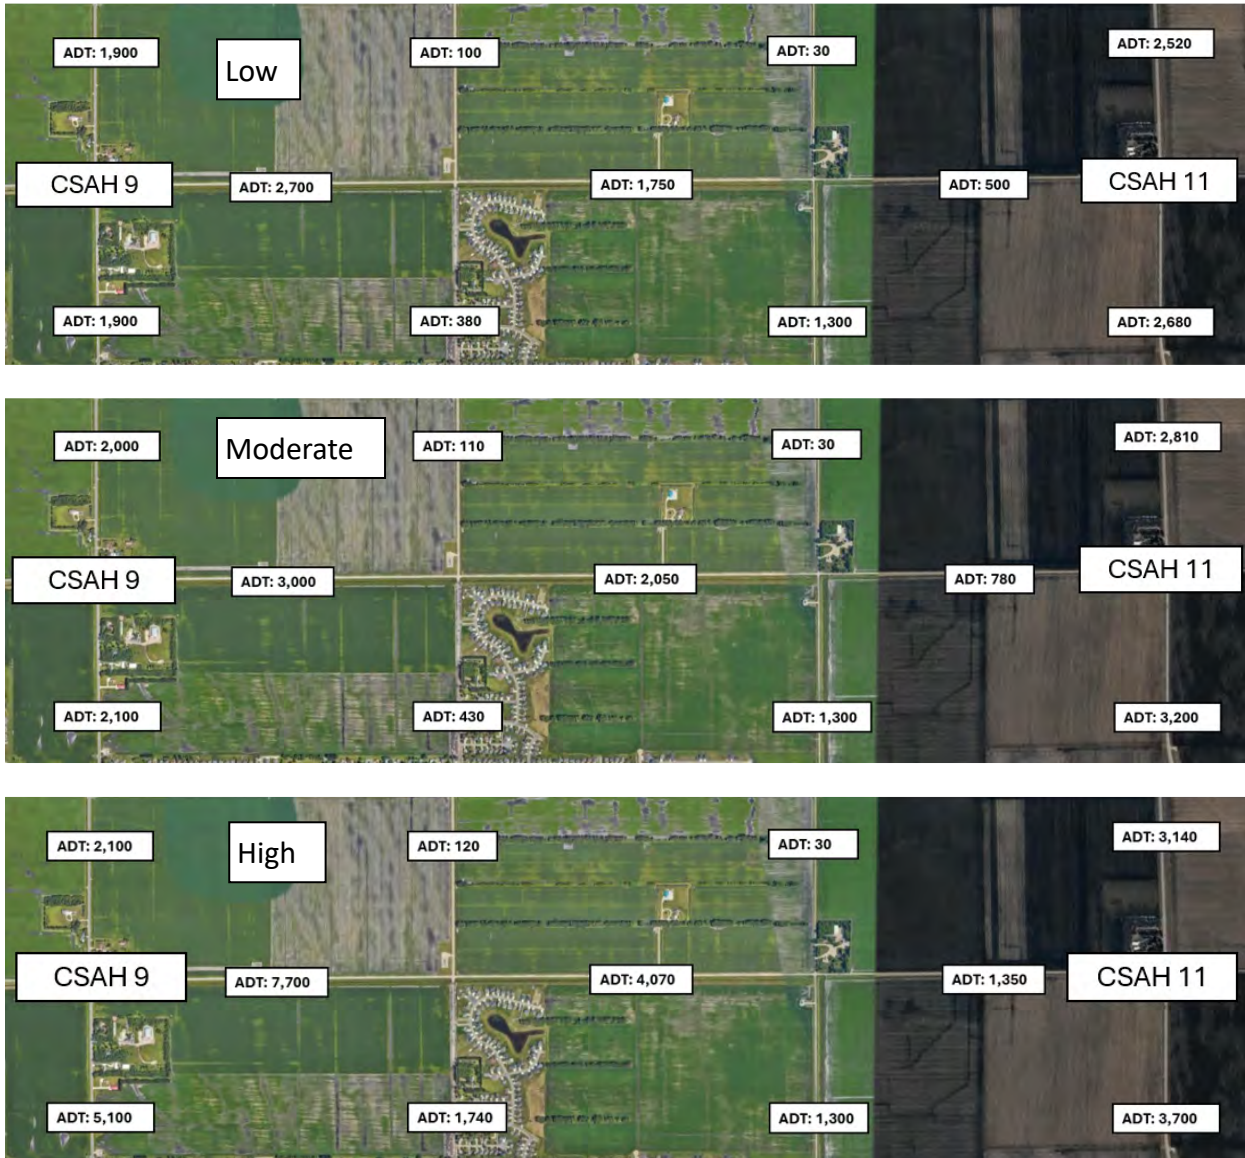 ADT: 1,900
Low
ADT: 100
ADT: 30
ADT: 2,520
CSAH 9
ADT: 2,700
ADT: 1,750
ADT: 500
CSAH 11
ADT: 1,900
ADT: 380
ADT: 1,300
ADT: 2,680
ADT: 2,000
Moderate
ADT: 110
ADT: 30
ADT: 2,810
CSAH 9
ADT: 3,000
ADT: 2,050
ADT: 780
CSAH 11
ADT: 2,100
ADT: 430
ADT: 1,300
ADT: 3,200
ADT: 2,100
High
ADT: 120
ADT: 30
ADT: 3,140
CSAH 9
ADT: 7,700
ADT: 4,070
ADT: 1,350
CSAH 11
ADT: 5,100
ADT: 1,740
ADT: 1,300
ADT: 3,700